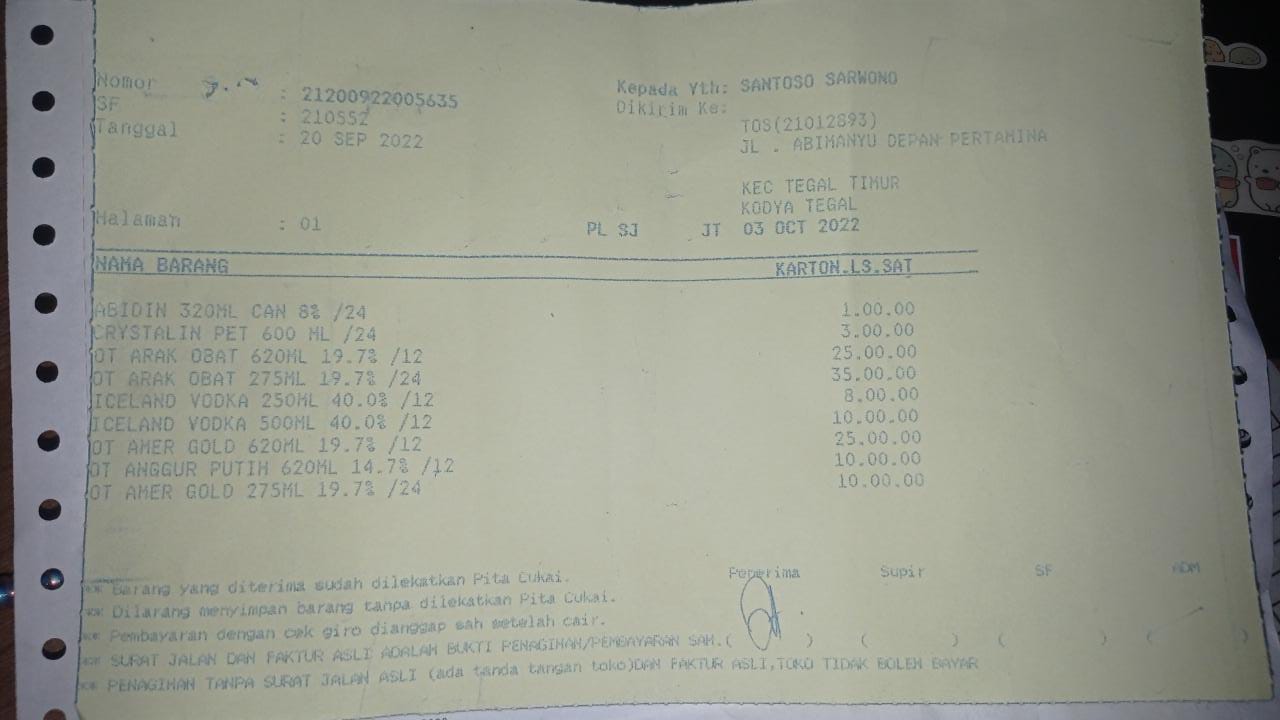 Nomor : 21200922005635
SF : 210552
Tanggal : 20 SEP 2022
Kepada Yth: SANTOSO SARWONO
Dikirim Ke:
TOS(21012893)
JL . ABIMANYU DEPAN PERTAMINA
KEC TEGAL TIMUR
KODYA TEGAL
Halaman : 01 PL SJ JT 03 OCT 2022
NAMA BARANG KARTON.LS.SAT
ABIDIN 320ML CAN 8% /24 1.00.00
CRYSTALIN PET 600 ML /24 3.00.00
OT ARAK OBAT 620ML 19.7% /12 25.00.00
OT ARAK OBAT 275ML 19.7% /24 35.00.00
ICELAND VODKA 250ML 40.0% /12 8.00.00
ICELAND VODKA 500ML 40.0% /12 10.00.00
OT AMER GOLD 620ML 19.7% /12 25.00.00
OT ANGGUR PUTIH 620ML 14.7% /12 10.00.00
OT AMER GOLD 275ML 19.7% /24 10.00.00
Penerima Supir SF ADM
** Barang yang diterima sudah dilekatkan Pita Cukai.
** Dilarang menyimpan barang tanpa dilekatkan Pita Cukai.
** Pembayaran dengan cek giro dianggap sah setelah cair.
** SURAT JALAN DAN FAKTUR ASLI ADALAH BUKTI PENAGIHAN/PEMBAYARAN SAH.( ) ( ) ( ) ( )
** PENAGIHAN TANPA SURAT JALAN ASLI (ada tanda tangan toko)DAN FAKTUR ASLI,TOKO TIDAK BOLEH BAYAR